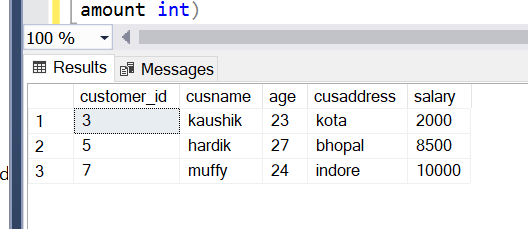 amount int)
100 %
Results Messages
customer_id cusname age cusaddress salary
1 3 kaushik 23 kota 2000
2 5 hardik 27 bhopal 8500
3 7 muffy 24 indore 10000
d